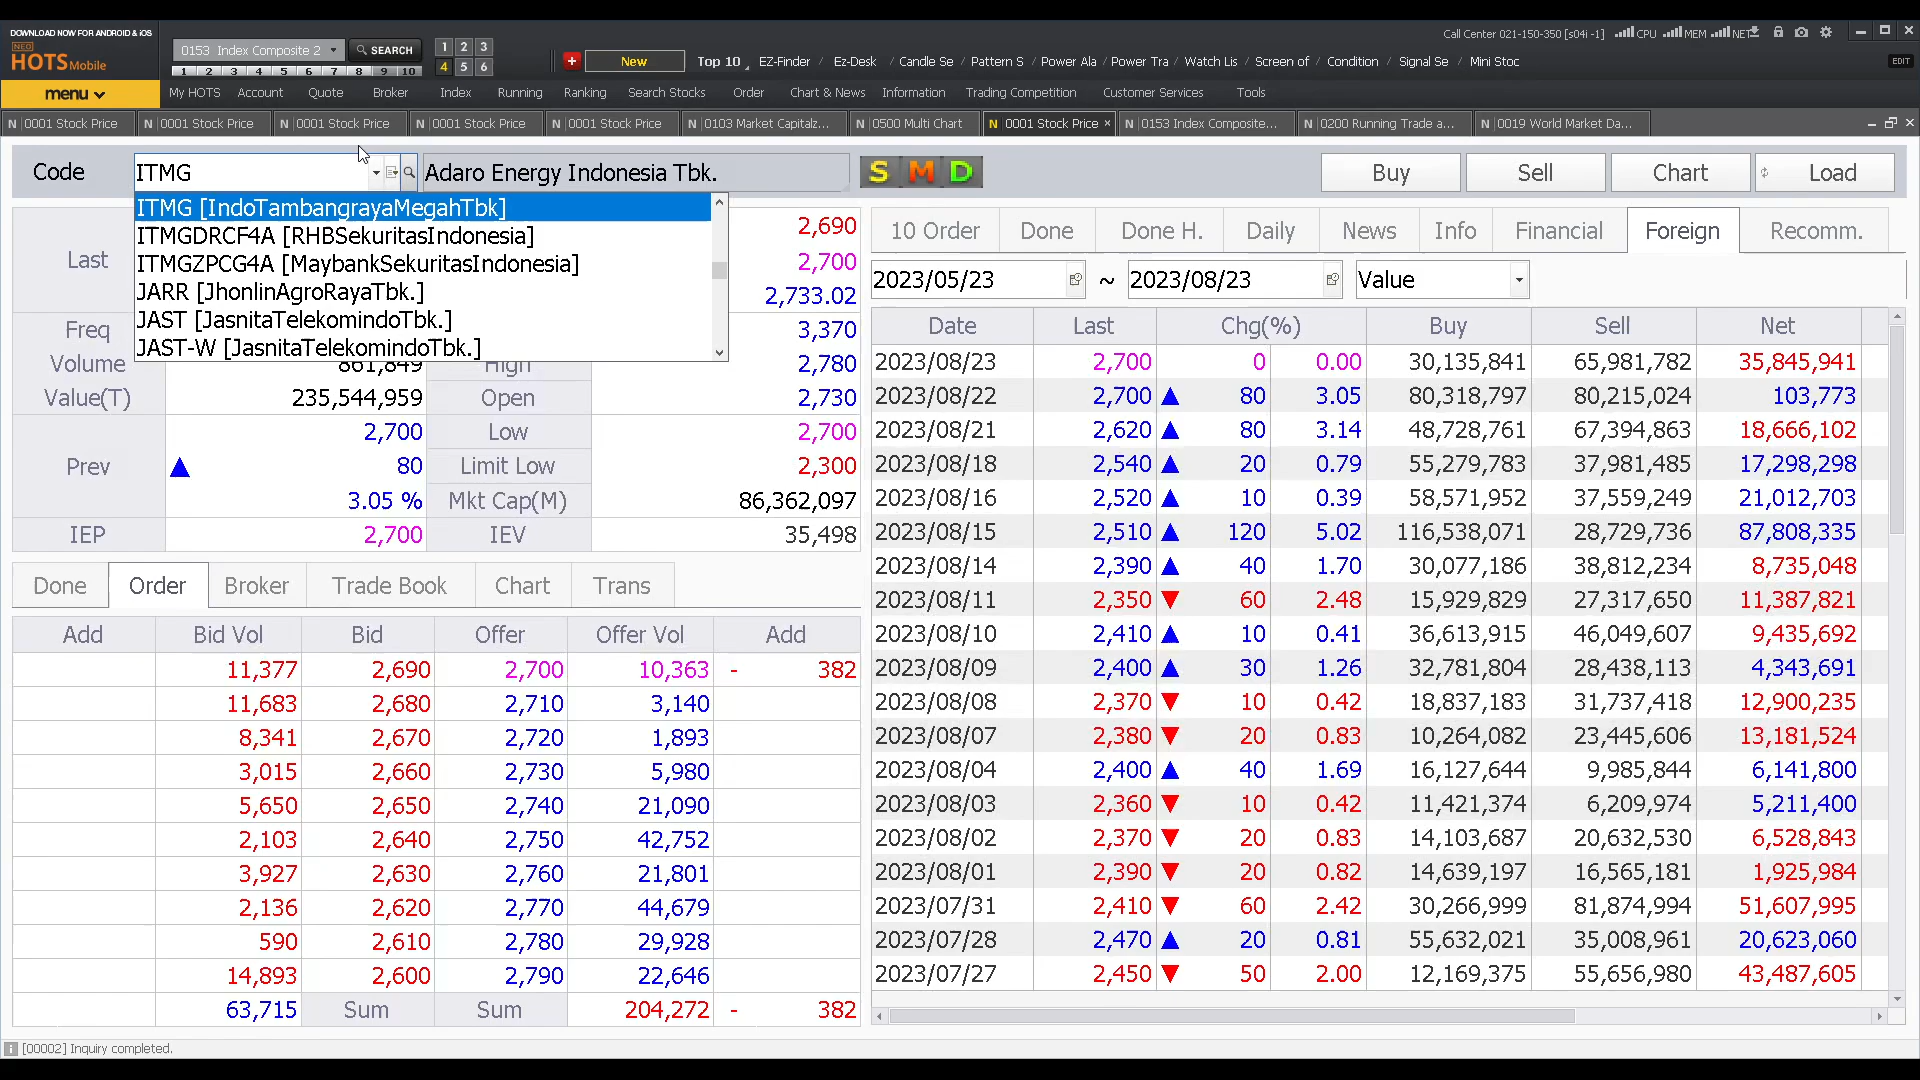 DOWNLOAD NOW FOR ANDROID & iOS
NEO
HOTS Mobile
menu
0153 Index Composite 2
SEARCH
1 2 3 4 5 6 7 8 9 10
1 2 3
4 5 6
New
Top 10 EZ-Finder / Ez-Desk / Candle Se / Pattern S / Power Ala / Power Tra / Watch Lis / Screen of / Condition / Signal Se / Mini Stoc
Call Center 021-150-350 [s04i -1] CPU MEM NET
EDIT
My HOTS Account Quote Broker Index Running Ranking Search Stocks Order Chart & News Information Trading Competition Customer Services Tools
N 0001 Stock Price N 0001 Stock Price N 0001 Stock Price N 0001 Stock Price N 0001 Stock Price N 0103 Market Capitalz... N 0500 Multi Chart N 0001 Stock Price × N 0153 Index Composite... N 0200 Running Trade a... N 0019 World Market Da...
Code ITMG Adaro Energy Indonesia Tbk. S M D Buy Sell Chart Load
ITMG [IndoTambangrayaMegahTbk]
ITMGDRCF4A [RHBSekuritasIndonesia]
ITMGZPCG4A [MaybankSekuritasIndonesia]
JARR [JhonlinAgroRayaTbk.]
JAST [JasnitaTelekomindoTbk.]
JAST-W [JasnitaTelekomindoTbk.]
2,690
Last 2,700
2,733.02
Freq 3,370
Volume 861,849 High 2,780
Value(T) 235,544,959 Open 2,730
2,700 Low 2,700
Prev 80 Limit Low 2,300
3.05 % Mkt Cap(M) 86,362,097
IEP 2,700 IEV 35,498
Done Order Broker Trade Book Chart Trans
Add Bid Vol Bid Offer Offer Vol Add
11,377 2,690 2,700 10,363 - 382
11,683 2,680 2,710 3,140
8,341 2,670 2,720 1,893
3,015 2,660 2,730 5,980
5,650 2,650 2,740 21,090
2,103 2,640 2,750 42,752
3,927 2,630 2,760 21,801
2,136 2,620 2,770 44,679
590 2,610 2,780 29,928
14,893 2,600 2,790 22,646
63,715 Sum Sum 204,272 - 382
10 Order Done Done H. Daily News Info Financial Foreign Recomm.
2023/05/23 ~ 2023/08/23 Value
Date Last Chg(%) Buy Sell Net
2023/08/23 2,700 0 0.00 30,135,841 65,981,782 35,845,941
2023/08/22 2,700 ▲ 80 3.05 80,318,797 80,215,024 103,773
2023/08/21 2,620 ▲ 80 3.14 48,728,761 67,394,863 18,666,102
2023/08/18 2,540 ▲ 20 0.79 55,279,783 37,981,485 17,298,298
2023/08/16 2,520 ▲ 10 0.39 58,571,952 37,559,249 21,012,703
2023/08/15 2,510 ▲ 120 5.02 116,538,071 28,729,736 87,808,335
2023/08/14 2,390 ▲ 40 1.70 30,077,186 38,812,234 8,735,048
2023/08/11 2,350 ▼ 60 2.48 15,929,829 27,317,650 11,387,821
2023/08/10 2,410 ▲ 10 0.41 36,613,915 46,049,607 9,435,692
2023/08/09 2,400 ▲ 30 1.26 32,781,804 28,438,113 4,343,691
2023/08/08 2,370 ▼ 10 0.42 18,837,183 31,737,418 12,900,235
2023/08/07 2,380 ▼ 20 0.83 10,264,082 23,445,606 13,181,524
2023/08/04 2,400 ▲ 40 1.69 16,127,644 9,985,844 6,141,800
2023/08/03 2,360 ▼ 10 0.42 11,421,374 6,209,974 5,211,400
2023/08/02 2,370 ▼ 20 0.83 14,103,687 20,632,530 6,528,843
2023/08/01 2,390 ▼ 20 0.82 14,639,197 16,565,181 1,925,984
2023/07/31 2,410 ▼ 60 2.42 30,266,999 81,874,994 51,607,995
2023/07/28 2,470 ▲ 20 0.81 55,632,021 35,008,961 20,623,060
2023/07/27 2,450 ▼ 50 2.00 12,169,375 55,656,980 43,487,605
[00002] Inquiry completed.